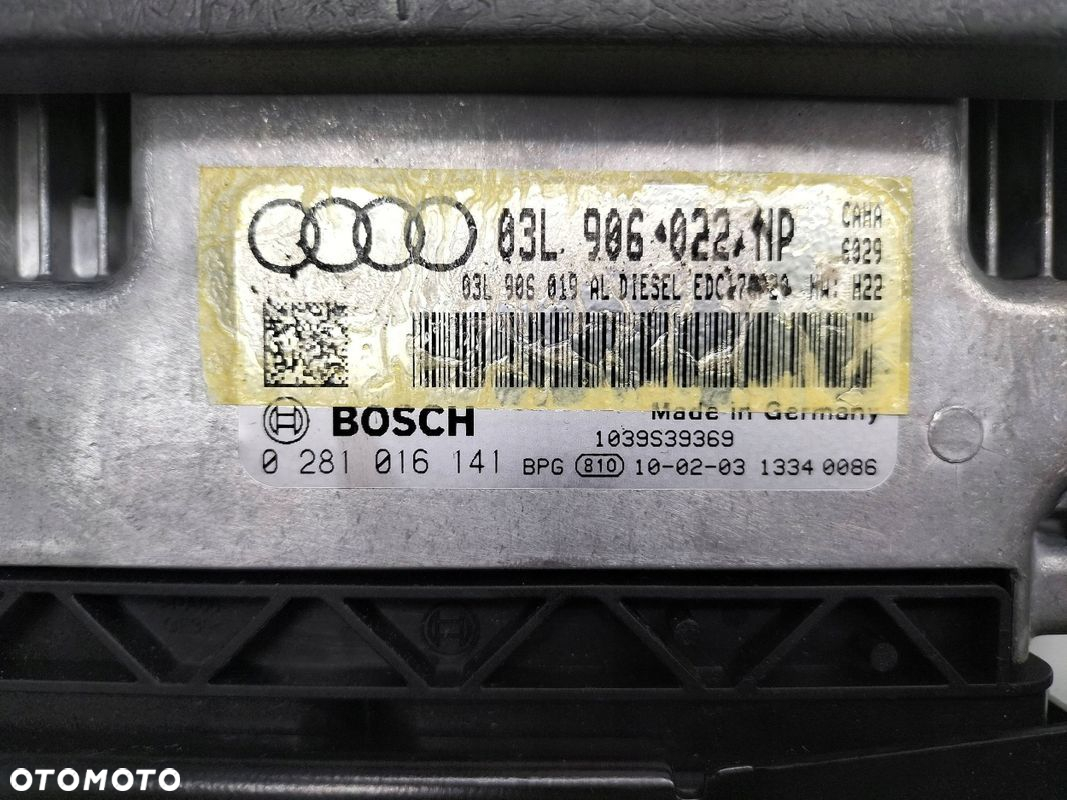 03L 906 022 NP CAHA
6029
03L 906 019 AL DIESEL H22
BOSCH Made in Germany
1039S39369
0 281 016 141 BPG 810 10-02-03 1334 0086
OTOMOTO